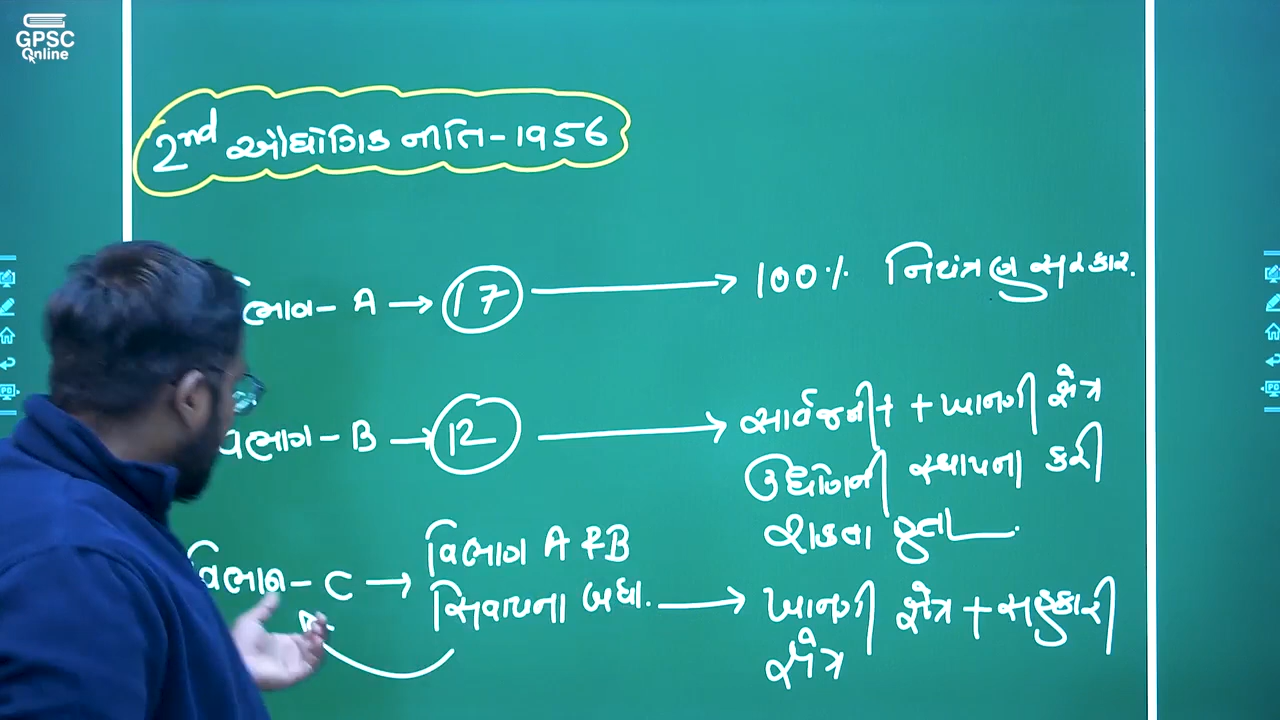 GPSC
Online
2nd ઔદ્યોગિક નીતિ - 1956
ભાગ - A → 17 → 100% નિયંત્રણ સરકાર.
વિભાગ - B → 12 → સાર્વજની + ખાનગી ક્ષેત્ર
ઉદ્યોગની સ્થાપના કરી
શકતા હતા.
વિભાગ - C → વિભાગ A & B
સિવાયના બધા. → ખાનગી ક્ષેત્ર + સહકારી
ક્ષેત્ર